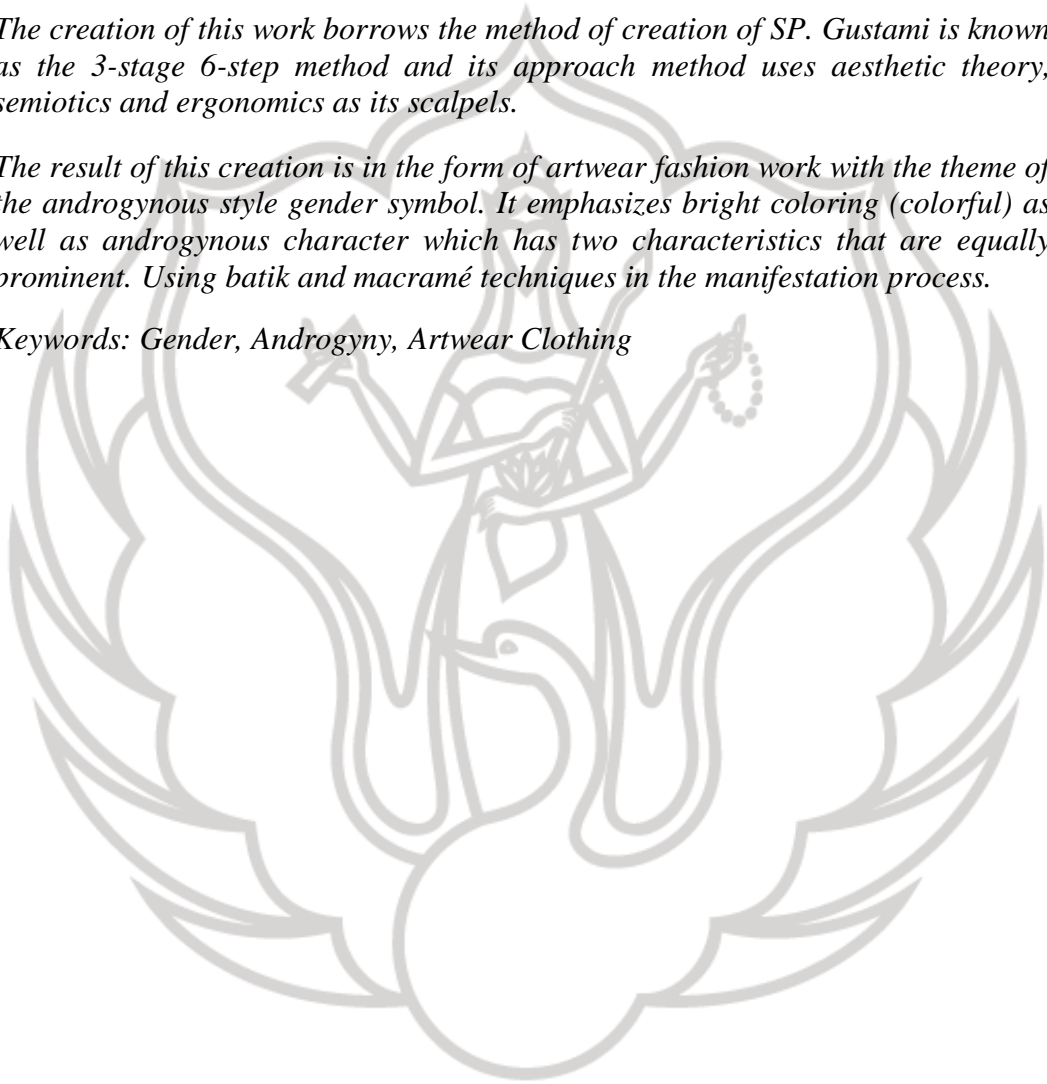 The creation of this work borrows the method of creation of SP. Gustami is known
as the 3-stage 6-step method and its approach method uses aesthetic theory,
semiotics and ergonomics as its scalpels.
The result of this creation is in the form of artwear fashion work with the theme of
the androgynous style gender symbol. It emphasizes bright coloring (colorful) as
well as androgynous character which has two characteristics that are equally
prominent. Using batik and macramé techniques in the manifestation process.
Keywords: Gender, Androgyny, Artwear Clothing